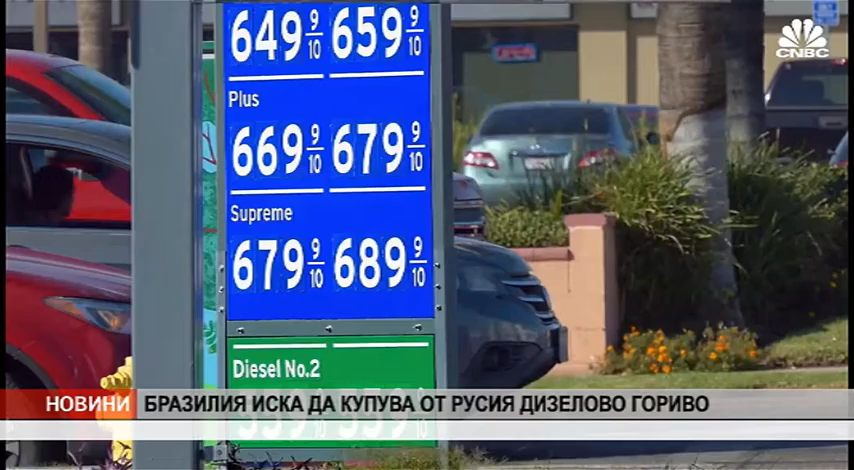 649 9/10 659 9/10
CNBC
Plus
669 9/10 679 9/10
Supreme
679 9/10 689 9/10
Diesel No.2
НОВИНИ БРАЗИЛИЯ ИСКА ДА КУПУВА ОТ РУСИЯ ДИЗЕЛОВО ГОРИВО